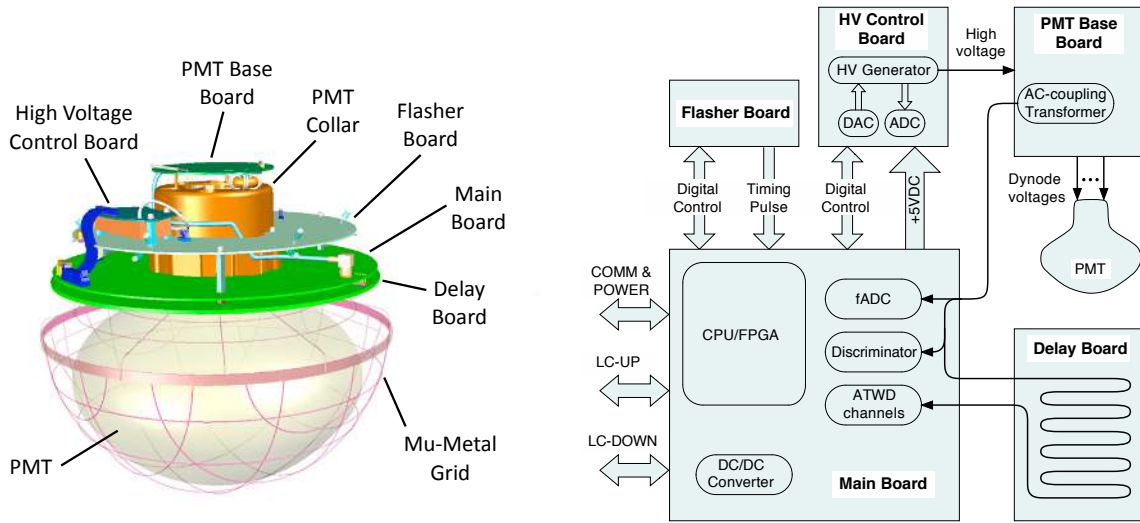 PMT Base
Board
High Voltage
Control Board
PMT
Collar
Flasher
Board
Main
Board
Delay
Board
Mu-Metal
Grid
PMT
HV Control
Board
HV Generator
DAC
ADC
High
voltage
PMT Base
Board
AC-coupling
Transformer
Flasher Board
Digital
Control
Timing
Pulse
Digital
Control
+5VDC
Dynode
voltages
PMT
COMM &
POWER
LC-UP
LC-DOWN
CPU/FPGA
fADC
Discriminator
ATWD
channels
DC/DC
Converter
Main Board
Delay Board